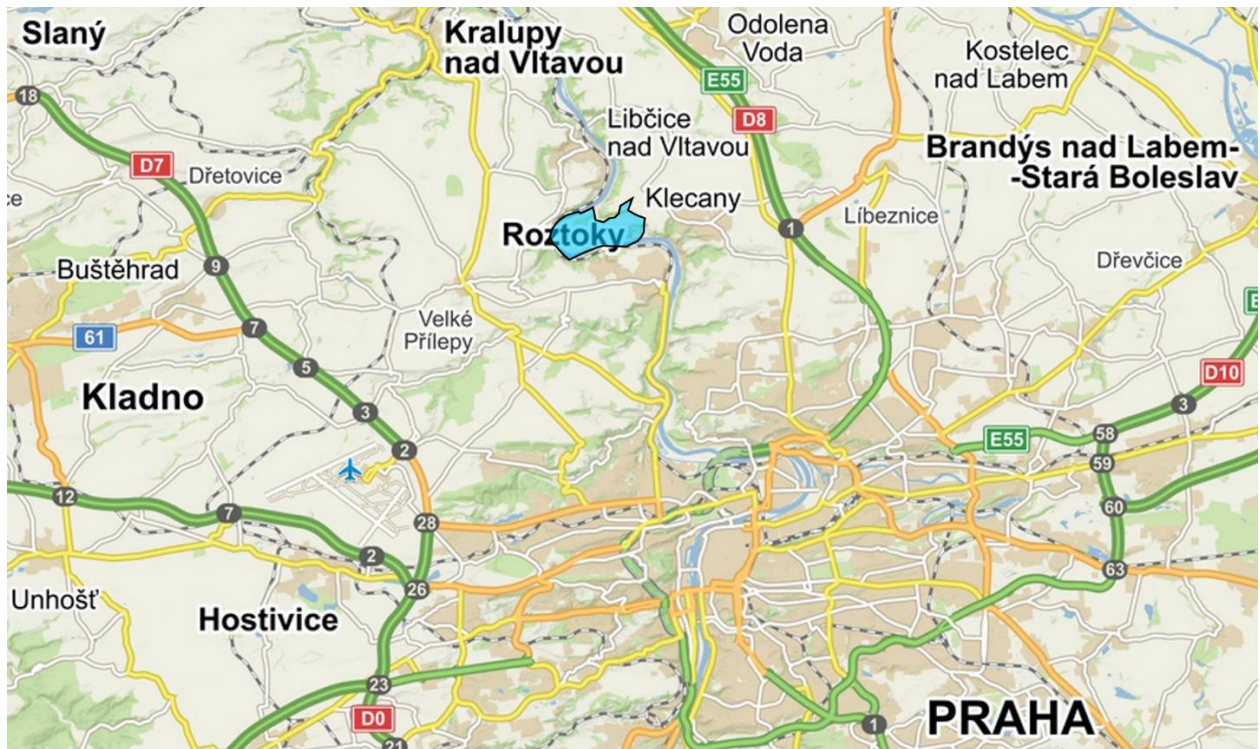 Slaný
Kralupy
nad Vltavou
Odolena
Voda
Kostelec
nad Labem
E55
18
D8
Libčice
nad Vltavou
Brandýs nad Labem-
-Stará Boleslav
D7
Dřetovice
ce
Klecany
Líbeznice
Roztoky
1
Dřevčice
Buštěhrad
9
E
61
7
Velké
Přílepy
5
D10
Kladno
3
3
2
E55
58
59
12
7
28
60
2
63
26
Unhošť
Hostivice
23
D0
1
PRAHA
21